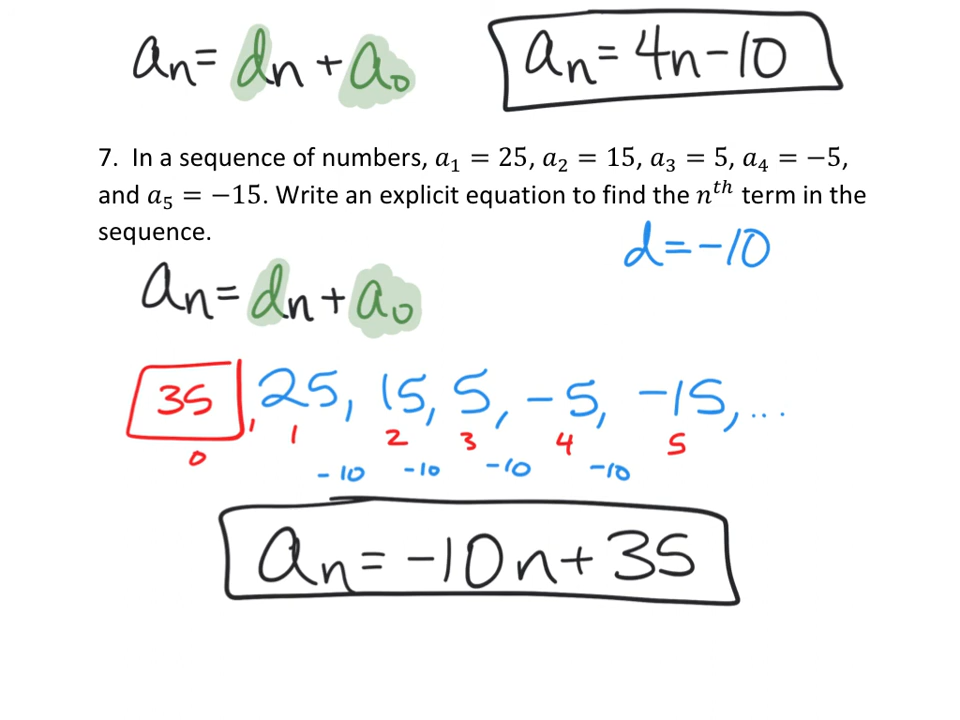 aₙ = dn + a₀ aₙ = 4n − 10
7. In a sequence of numbers, a₁ = 25, a₂ = 15, a₃ = 5, a₄ = −5,
and a₅ = −15. Write an explicit equation to find the nᵗʰ term in the
sequence.
d = −10
aₙ = dn + a₀
35, 25, 15, 5, −5, −15, ...
0 1 2 3 4 5
−10 −10 −10 −10
aₙ = −10n + 35